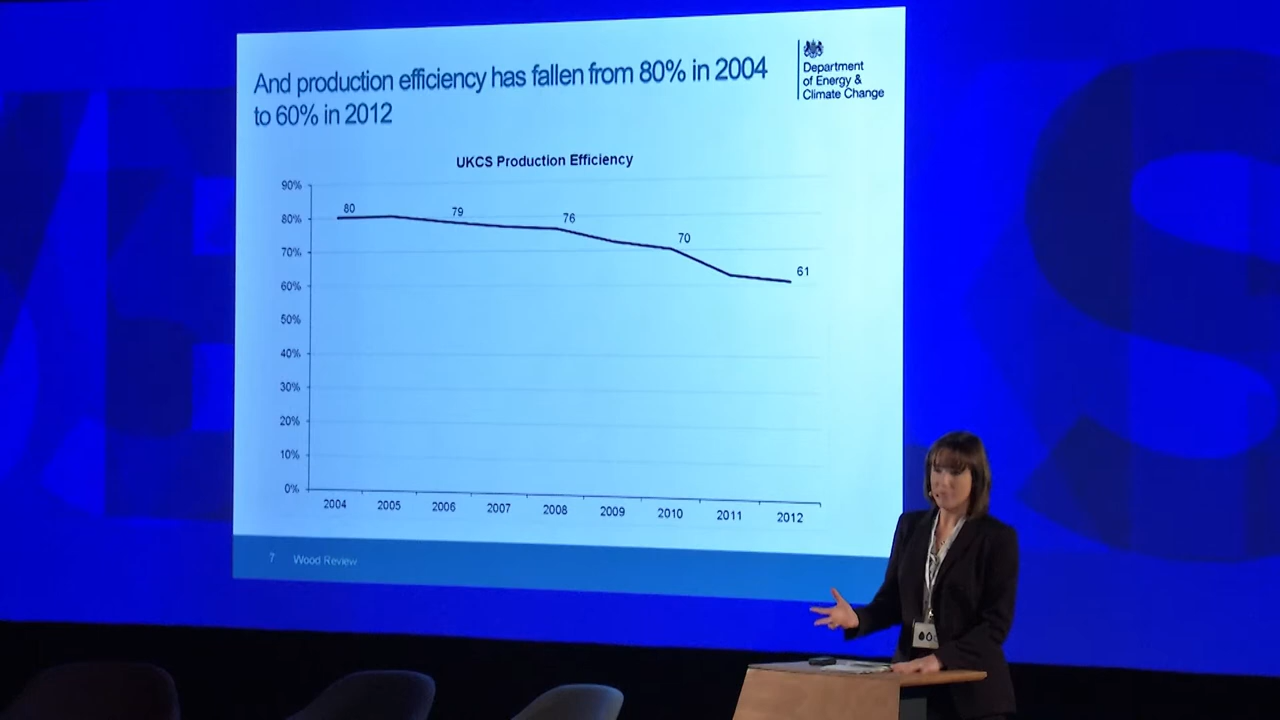 And production efficiency has fallen from 80% in 2004
to 60% in 2012
Department
of Energy &
Climate Change
UKCS Production Efficiency
90%
80%
70%
60%
50%
40%
30%
20%
10%
0%
80
79
76
70
61
2004 2005 2006 2007 2008 2009 2010 2011 2012
7 Wood Review